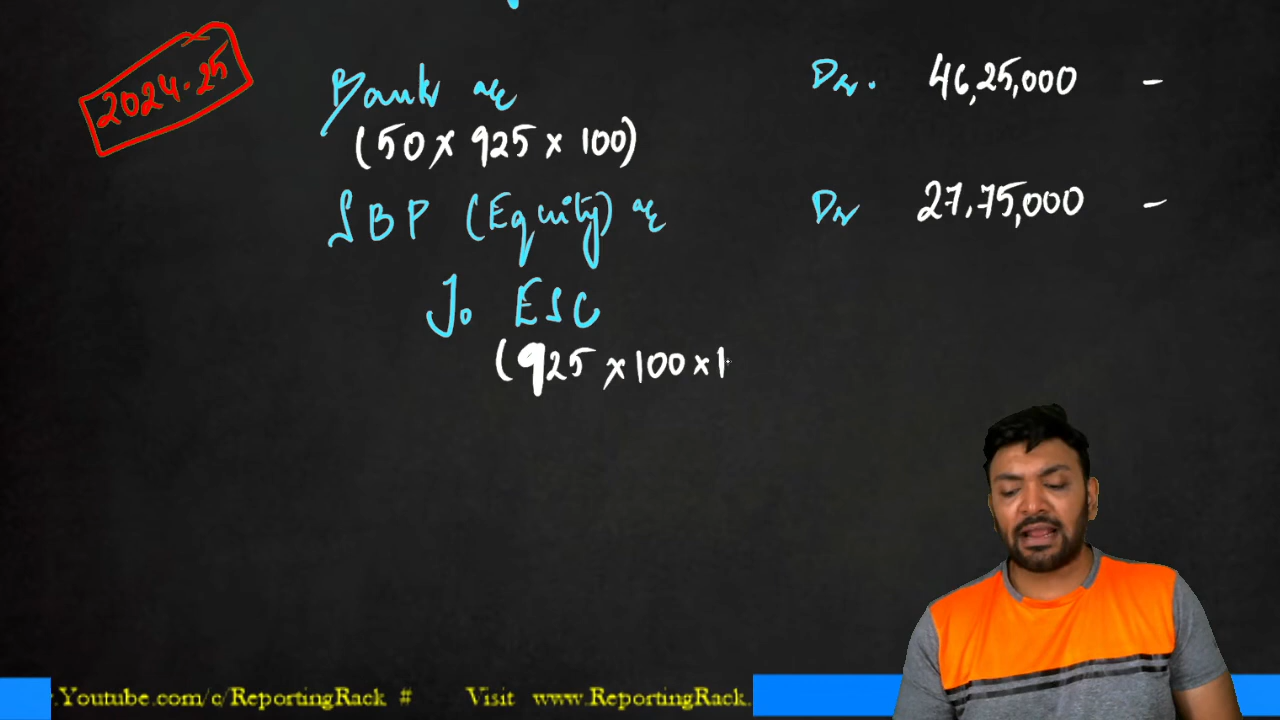 2024-25
Bank a/c Dr. 46,25,000 -
(50 x 925 x 100)
SBP (Equity) a/c Dr 27,75,000 -
To ESC
(925 x 100 x 1
.Youtube.com/c/ReportingRack # Visit www.ReportingRack.